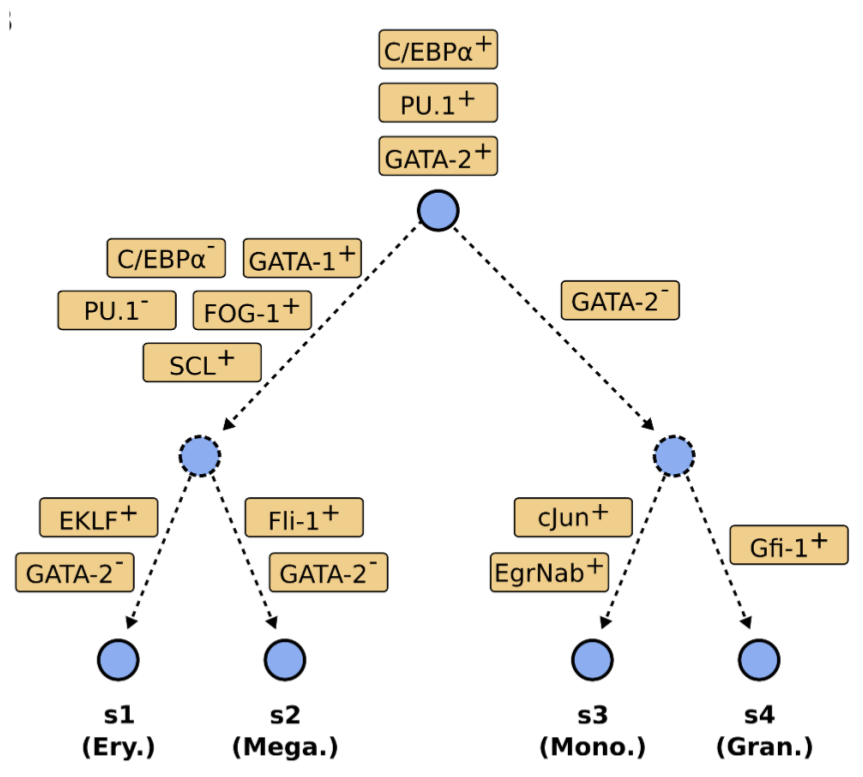 C/EBPα+
PU.1+
GATA-2+
C/EBPα-
GATA-1+
PU.1-
FOG-1+
SCL+
GATA-2-
EKLF+
GATA-2-
Fli-1+
GATA-2-
cJun+
EgrNab+
Gfi-1+
s1
(Ery.)
s2
(Mega.)
s3
(Mono.)
s4
(Gran.)